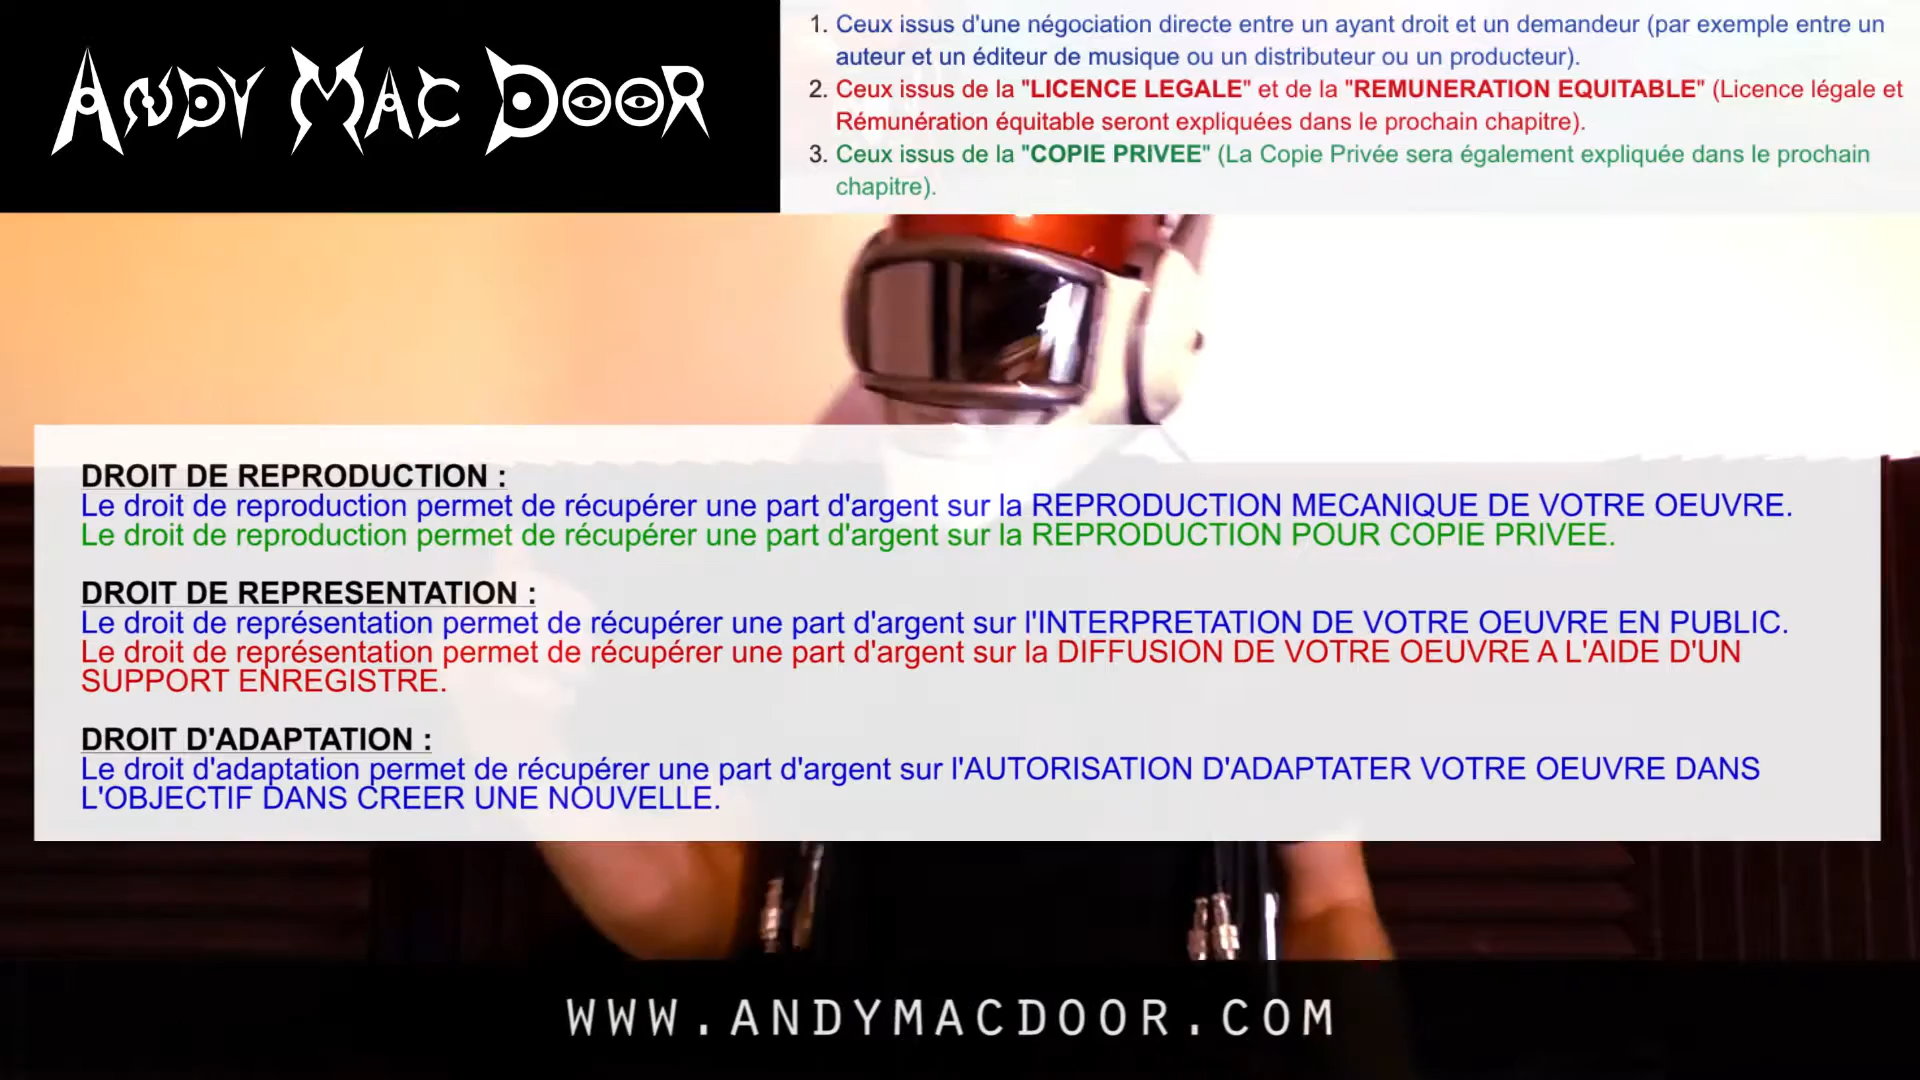 ANDY MAC DOOR
1. Ceux issus d'une négociation directe entre un ayant droit et un demandeur (par exemple entre un
auteur et un éditeur de musique ou un distributeur ou un producteur).
2. Ceux issus de la "LICENCE LEGALE" et de la "REMUNERATION EQUITABLE" (Licence légale et
Rémunération équitable seront expliquées dans le prochain chapitre).
3. Ceux issus de la "COPIE PRIVEE" (La Copie Privée sera également expliquée dans le prochain
chapitre).
DROIT DE REPRODUCTION :
Le droit de reproduction permet de récupérer une part d'argent sur la REPRODUCTION MECANIQUE DE VOTRE OEUVRE.
Le droit de reproduction permet de récupérer une part d'argent sur la REPRODUCTION POUR COPIE PRIVEE.
DROIT DE REPRESENTATION :
Le droit de représentation permet de récupérer une part d'argent sur l'INTERPRETATION DE VOTRE OEUVRE EN PUBLIC.
Le droit de représentation permet de récupérer une part d'argent sur la DIFFUSION DE VOTRE OEUVRE A L'AIDE D'UN
SUPPORT ENREGISTRE.
DROIT D'ADAPTATION :
Le droit d'adaptation permet de récupérer une part d'argent sur l'AUTORISATION D'ADAPTATER VOTRE OEUVRE DANS
L'OBJECTIF DANS CREER UNE NOUVELLE.
WWW.ANDYMACDOOR.COM